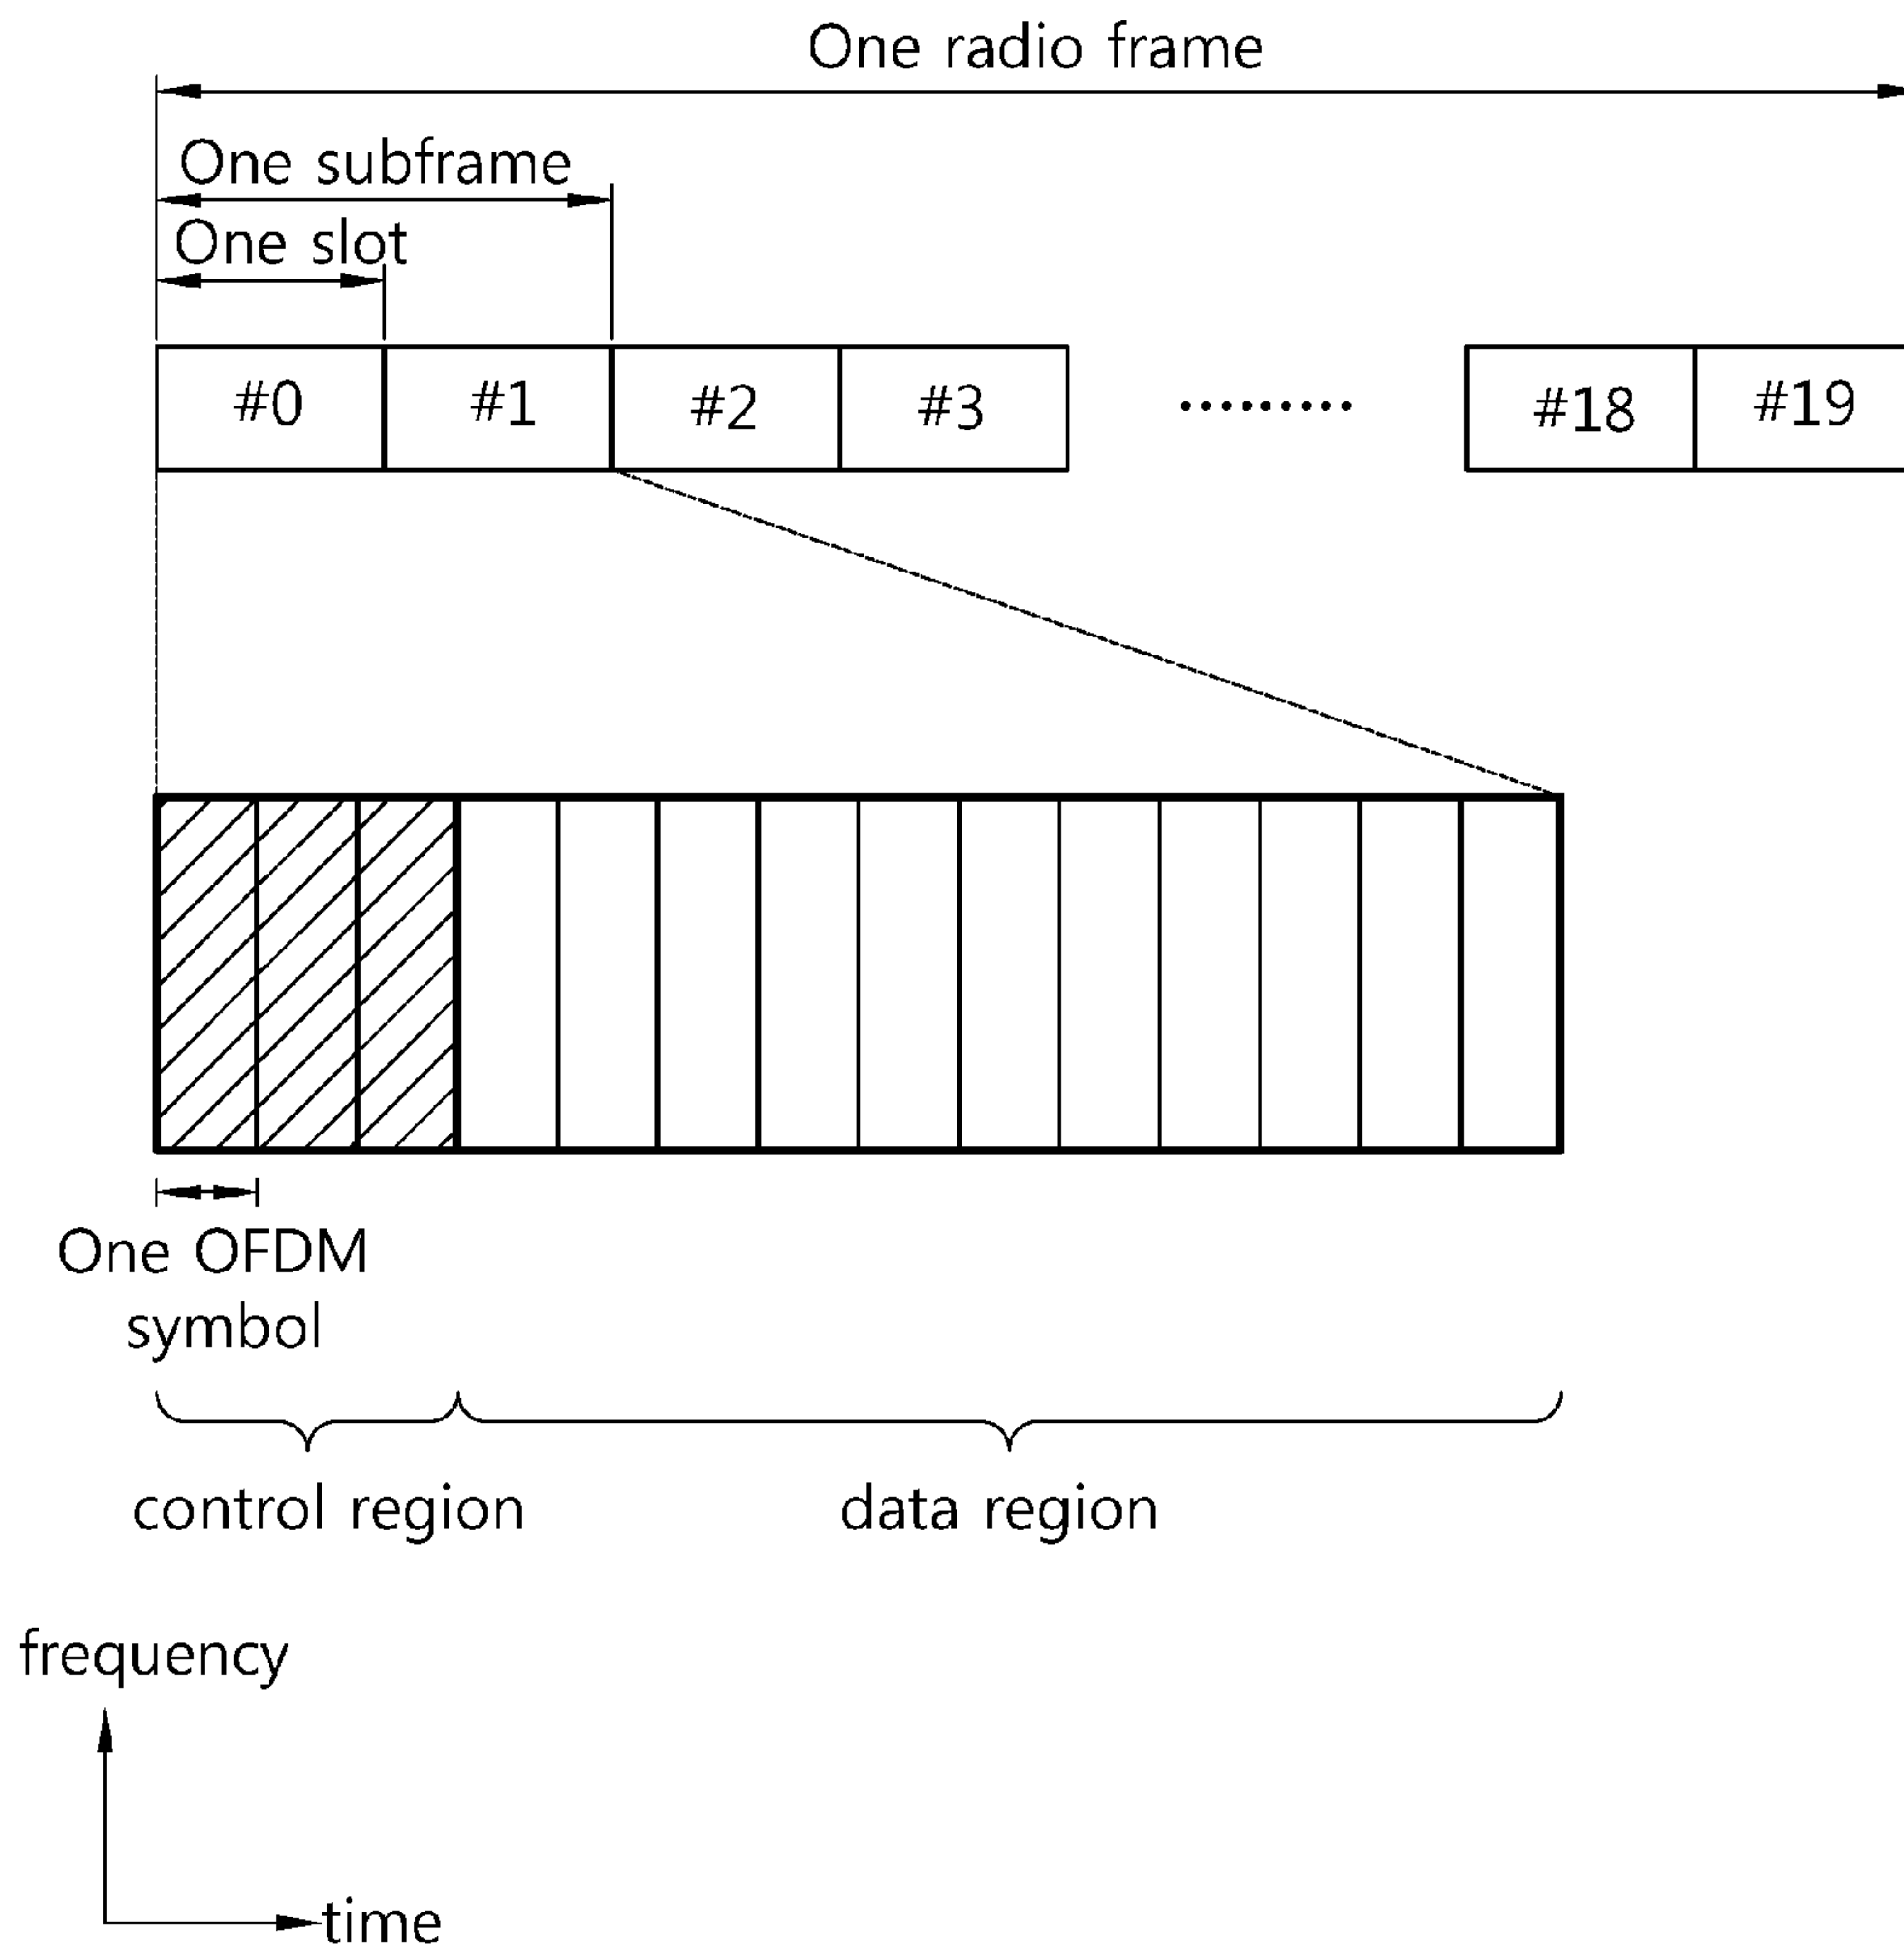 One radio frame
One subframe
One slot
#0 #1 #2 #3 ......... #18 #19
One OFDM
symbol
control region data region
frequency
time